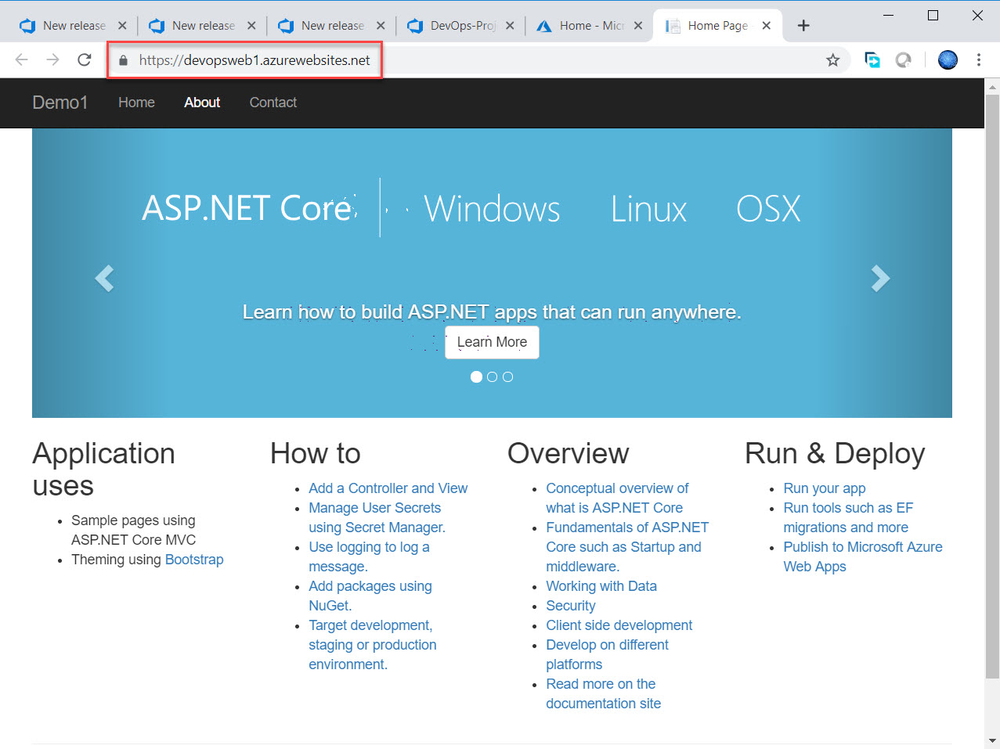 New release
New release
New release
DevOps-Proj
Home - Mic
Home Page
https://devopsweb1.azurewebsites.net
Demo1 Home About Contact
ASP.NET Core Windows Linux OSX
Learn how to build ASP.NET apps that can run anywhere.
Learn More
Application
uses
Sample pages using
ASP.NET Core MVC
Theming using Bootstrap
How to
Add a Controller and View
Manage User Secrets
using Secret Manager.
Use logging to log a
message.
Add packages using
NuGet.
Target development,
staging or production
environment.
Overview
Conceptual overview of
what is ASP.NET Core
Fundamentals of ASP.NET
Core such as Startup and
middleware.
Working with Data
Security
Client side development
Develop on different
platforms
Read more on the
documentation site
Run & Deploy
Run your app
Run tools such as EF
migrations and more
Publish to Microsoft Azure
Web Apps